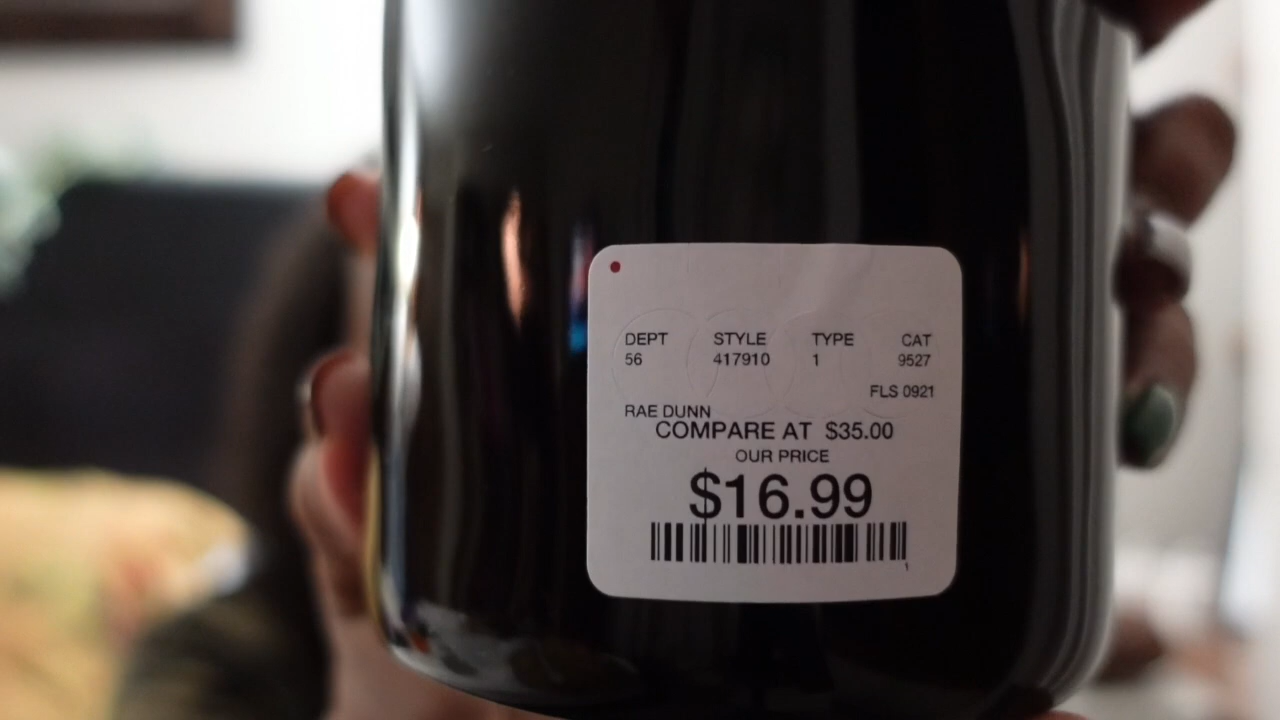 DEPT STYLE TYPE CAT
56 417910 1 9527
FLS 0921
RAE DUNN
COMPARE AT $35.00
OUR PRICE
$16.99
1